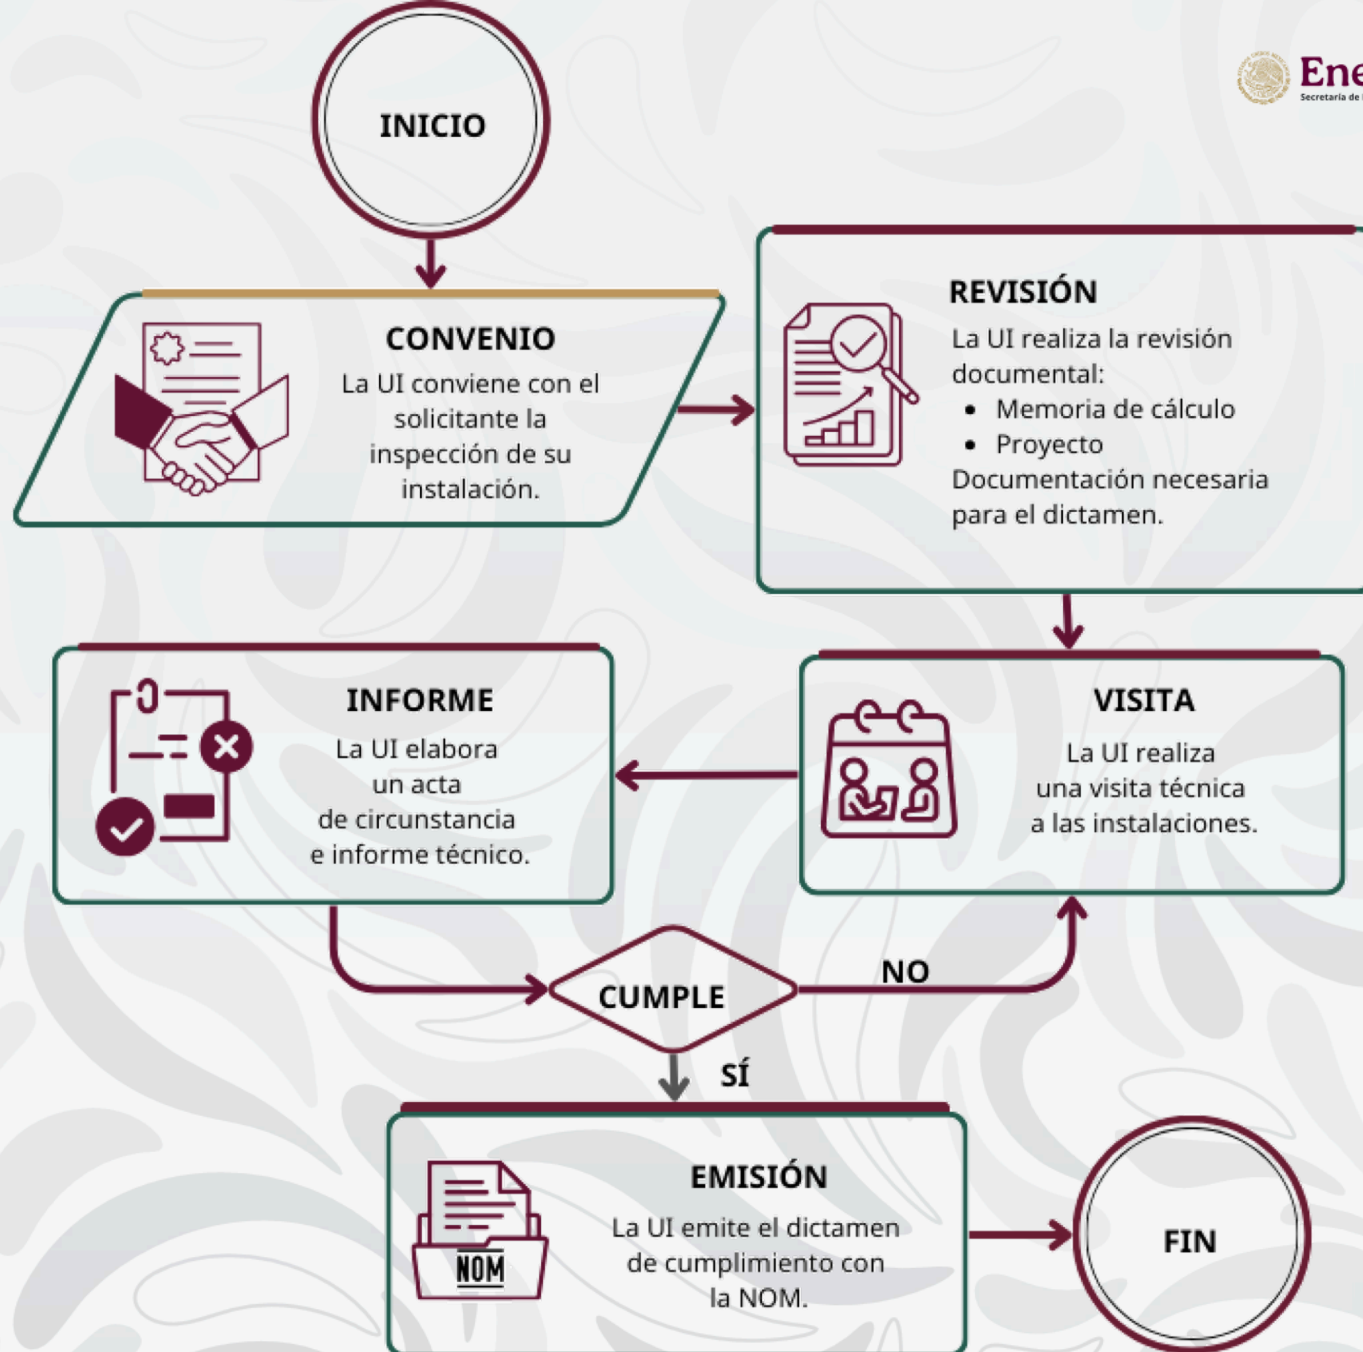 INICIO
Ene
Secretaría de
CONVENIO
La UI conviene con el
solicitante la
inspección de su
instalación.
REVISIÓN
La UI realiza la revisión
documental:
• Memoria de cálculo
• Proyecto
Documentación necesaria
para el dictamen.
VISITA
La UI realiza
una visita técnica
a las instalaciones.
INFORME
La UI elabora
un acta
de circunstancia
e informe técnico.
CUMPLE
NO
SÍ
EMISIÓN
La UI emite el dictamen
de cumplimiento con
la NOM.
NOM
FIN